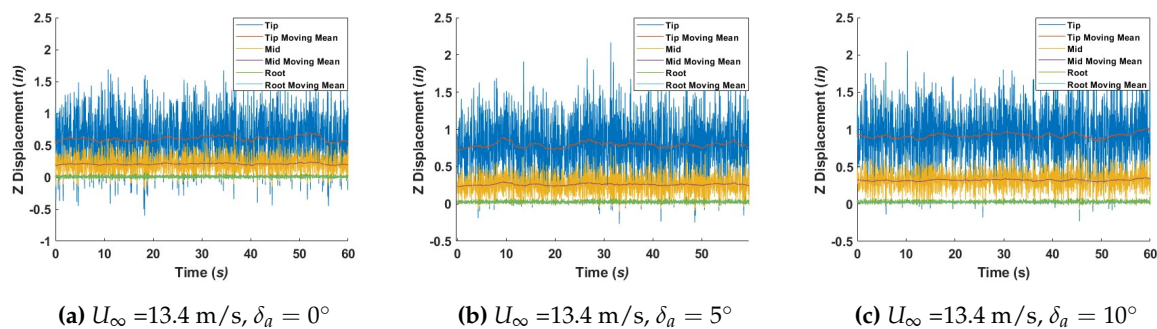 Z Displacement (in)
2.5
2
1.5
1
0.5
0
-0.5
-1
0 10 20 30 40 50 60
Time (s)
Tip
Tip Moving Mean
Mid
Mid Moving Mean
Root
Root Moving Mean
(a) U∞ =13.4 m/s, δa = 0°
Z Displacement (in)
2.5
2
1.5
1
0.5
0
-0.5
0 10 20 30 40 50
Time (s)
Tip
Tip Moving Mean
Mid
Mid Moving Mean
Root
Root Moving Mean
(b) U∞ =13.4 m/s, δa = 5°
Z Displacement (in)
2.5
2
1.5
1
0.5
0
-0.5
0 10 20 30 40 50 60
Time (s)
Tip
Tip Moving Mean
Mid
Mid Moving Mean
Root
Root Moving Mean
(c) U∞ =13.4 m/s, δa = 10°